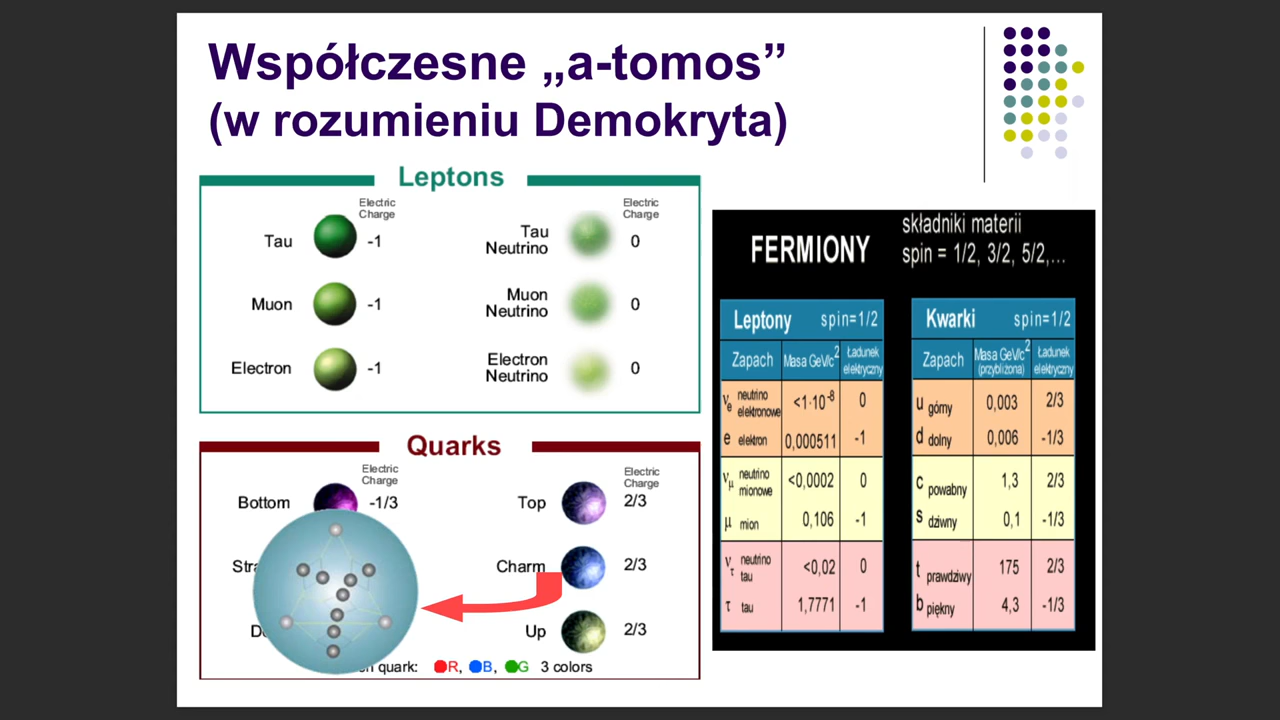 Współczesne „a-tomos”
(w rozumieniu Demokryta)
Leptons
Electric
Charge
Electric
Charge
Tau -1
Tau
Neutrino 0
Muon -1
Muon
Neutrino 0
Electron -1
Electron
Neutrino 0
Quarks
Electric
Charge
Electric
Charge
Bottom -1/3
Top 2/3
Charm 2/3
Up 2/3
quark: R, B, G 3 colors
FERMIONY
składniki materii
spin = 1/2, 3/2, 5/2,...
Leptony spin=1/2
Zapach Masa GeV/c² Ładunek elektryczny
νe neutrino elektronowe <1·10⁻⁸ 0
e elektron 0,000511 -1
νμ neutrino mionowe <0,0002 0
μ mion 0,106 -1
ντ neutrino tau <0,02 0
τ tau 1,7771 -1
Kwarki spin=1/2
Zapach Masa GeV/c² (przybliżona) Ładunek elektryczny
u górny 0,003 2/3
d dolny 0,006 -1/3
c powabny 1,3 2/3
s dziwny 0,1 -1/3
t prawdziwy 175 2/3
b piękny 4,3 -1/3